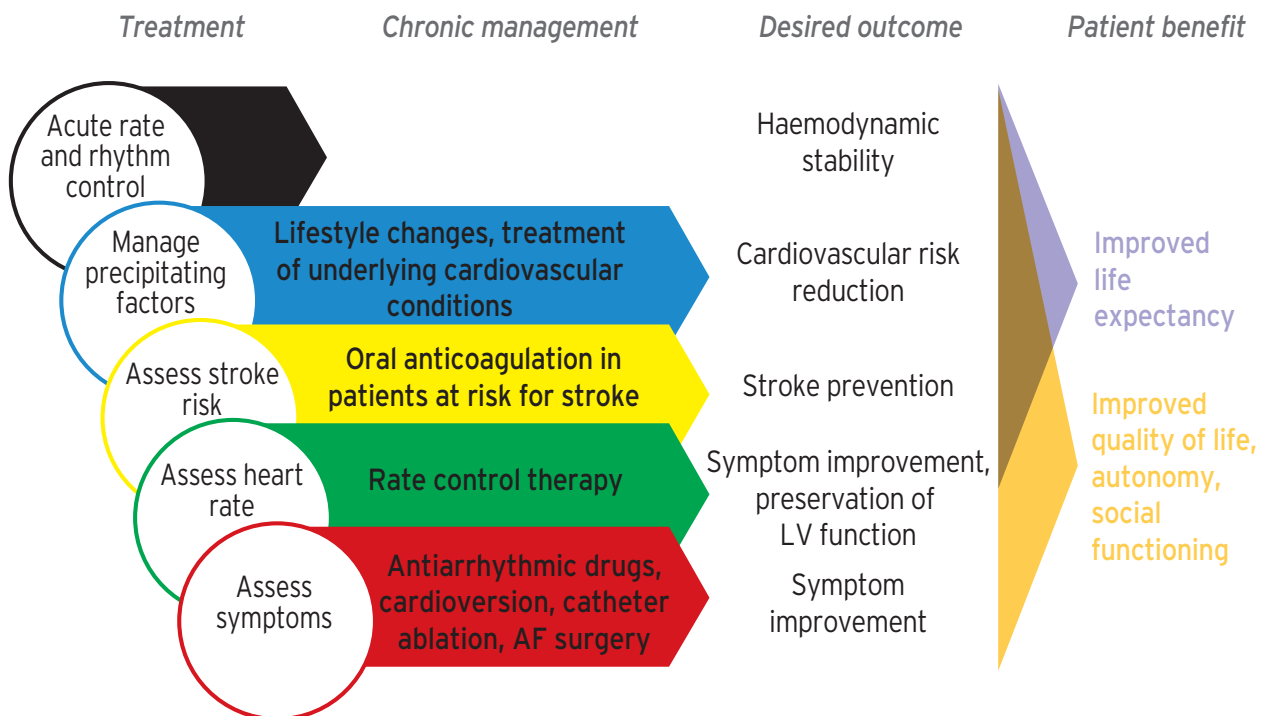 Treatment
Chronic management
Desired outcome
Patient benefit
Acute rate
and rhythm
control
Haemodynamic
stability
Manage
precipitating
factors
Lifestyle changes, treatment
of underlying cardiovascular
conditions
Cardiovascular risk
reduction
Assess stroke
risk
Oral anticoagulation in
patients at risk for stroke
Stroke prevention
Assess heart
rate
Rate control therapy
Symptom improvement,
preservation of
LV function
Assess
symptoms
Antiarrhythmic drugs,
cardioversion, catheter
ablation, AF surgery
Symptom
improvement
Improved
life
expectancy
Improved
quality of life,
autonomy,
social
functioning